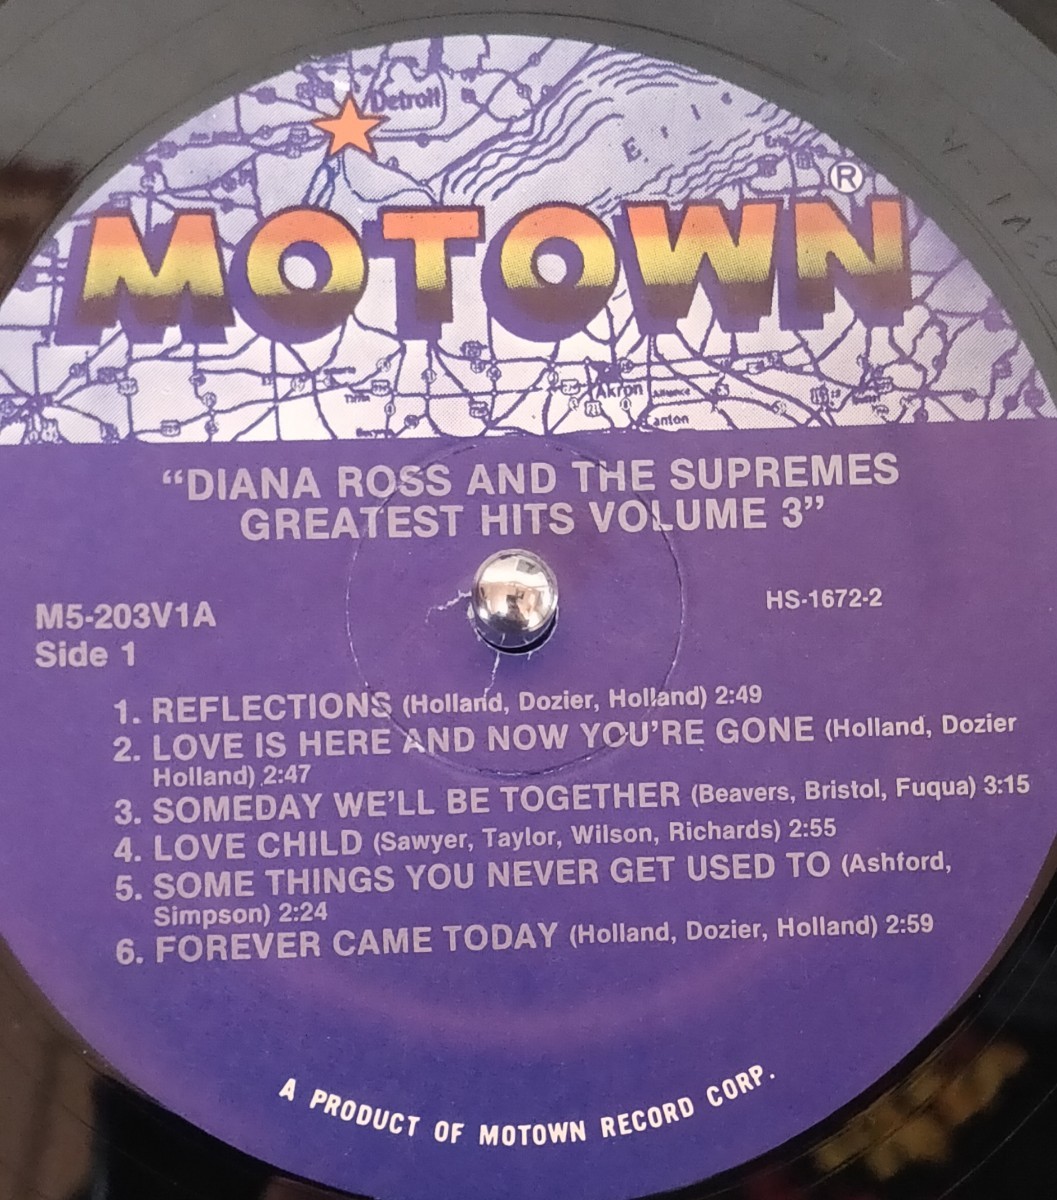 Detroit
Erie
®
MOTOWN
Akron
Canton
“DIANA ROSS AND THE SUPREMES
GREATEST HITS VOLUME 3”
M5-203V1A
HS-1672-2
Side 1
1. REFLECTIONS (Holland, Dozier, Holland) 2:49
2. LOVE IS HERE AND NOW YOU’RE GONE (Holland, Dozier
Holland) 2:47
3. SOMEDAY WE’LL BE TOGETHER (Beavers, Bristol, Fuqua) 3:15
4. LOVE CHILD (Sawyer, Taylor, Wilson, Richards) 2:55
5. SOME THINGS YOU NEVER GET USED TO (Ashford,
Simpson) 2:24
6. FOREVER CAME TODAY (Holland, Dozier, Holland) 2:59
A PRODUCT OF MOTOWN RECORD CORP.